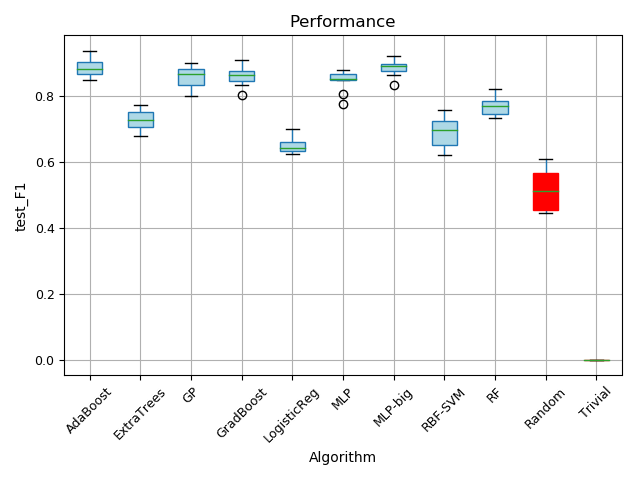 Performance
test_F1
0.8
0.6
0.4
0.2
0.0
AdaBoost
ExtraTrees
GP
GradBoost
LogisticReg
MLP
MLP-big
RBF-SVM
RF
Random
Trivial
Algorithm